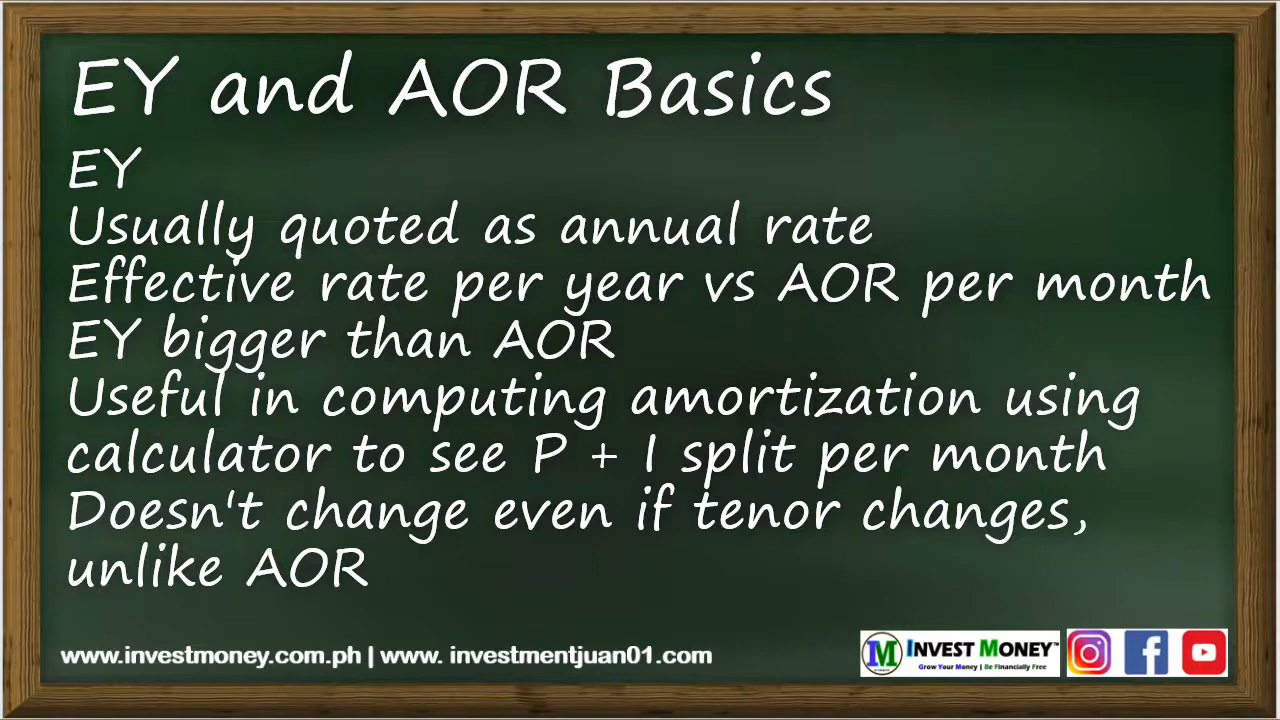 EY and AOR Basics
EY
Usually quoted as annual rate
Effective rate per year vs AOR per month
EY bigger than AOR
Useful in computing amortization using
calculator to see P + I split per month
Doesn't change even if tenor changes,
unlike AOR
www.investmoney.com.ph | www. investmentjuan01.com
INVEST MONEY™
Grow Your Money | Be Financially Free